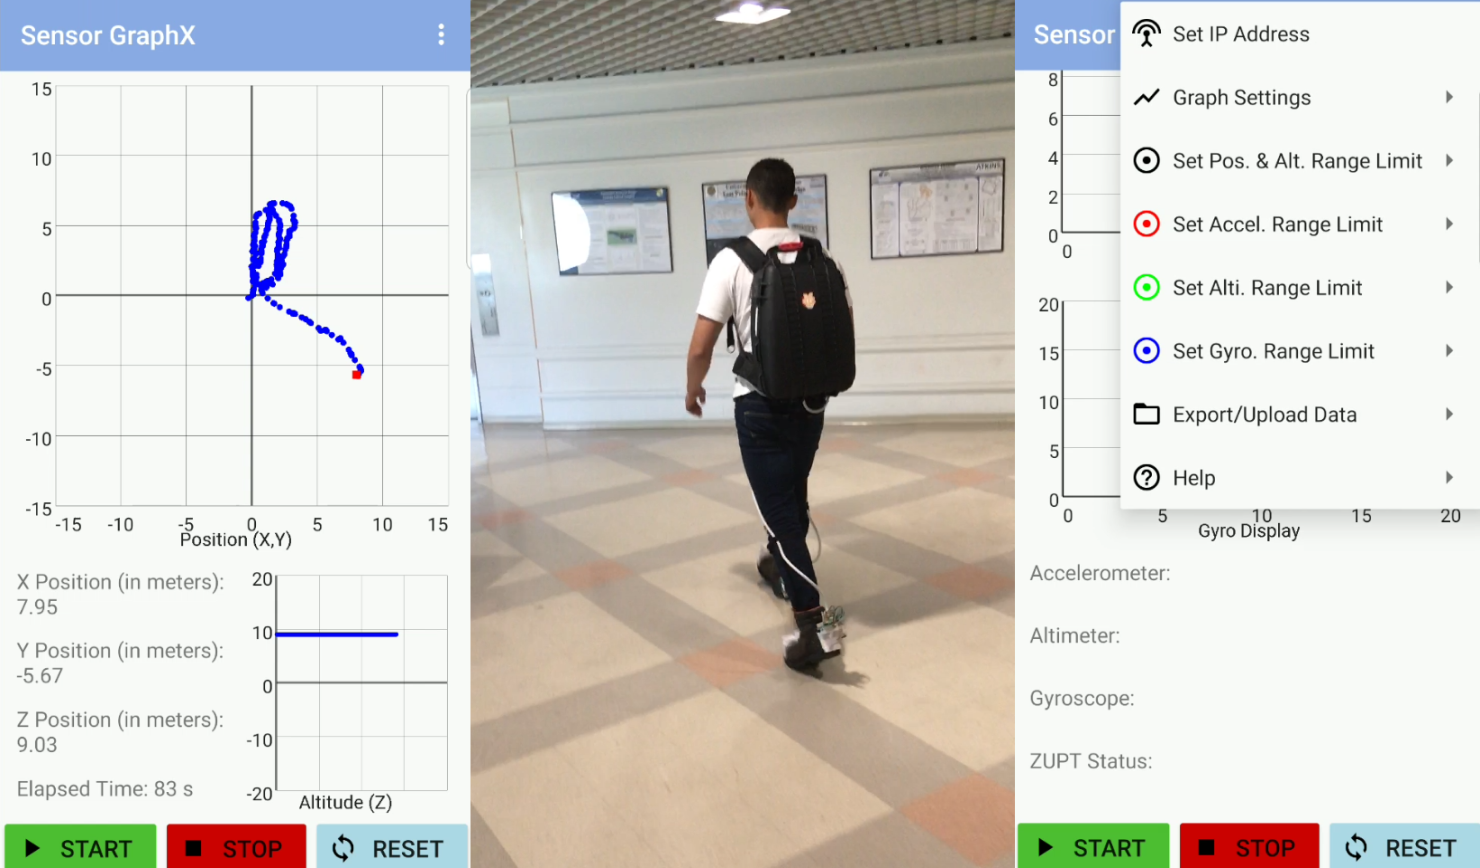 Sensor GraphX
15
10
5
0
-5
-10
-15
-15 -10 -5 0 5 10 15
Position (X,Y)
X Position (in meters):
7.95
Y Position (in meters):
-5.67
Z Position (in meters):
9.03
Elapsed Time: 83 s
20
10
0
-10
-20
Altitude (Z)
START STOP RESET
ATKINS
Sensor
Set IP Address
Graph Settings
Set Pos. & Alt. Range Limit
Set Accel. Range Limit
Set Alti. Range Limit
Set Gyro. Range Limit
Export/Upload Data
Help
8
6
4
2
0
0
20
15
10
5
0
0 5 10 15 20
Gyro Display
Accelerometer:
Altimeter:
Gyroscope:
ZUPT Status:
START STOP RESET